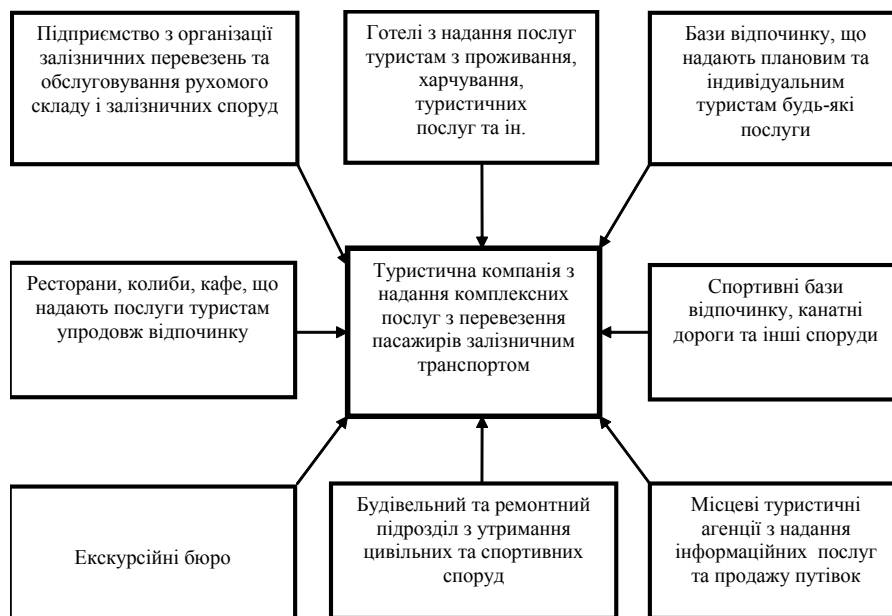 Підприємство з організації
залізничних перевезень та
обслуговування рухомого
складу і залізничних споруд
Готелі з надання послуг
туристам з проживання,
харчування,
туристичних
послуг та ін.
Бази відпочинку, що
надають плановим та
індивідуальним
туристам будь-які
послуги
Ресторани, колиби, кафе, що
надають послуги туристам
упродовж відпочинку
Туристична компанія з
надання комплексних
послуг з перевезення
пасажирів залізничним
транспортом
Спортивні бази
відпочинку, канатні
дороги та інші споруди
Екскурсійні бюро
Будівельний та ремонтний
підрозділ з утримання
цивільних та спортивних
споруд
Місцеві туристичні
агенції з надання
інформаційних послуг
та продажу путівок